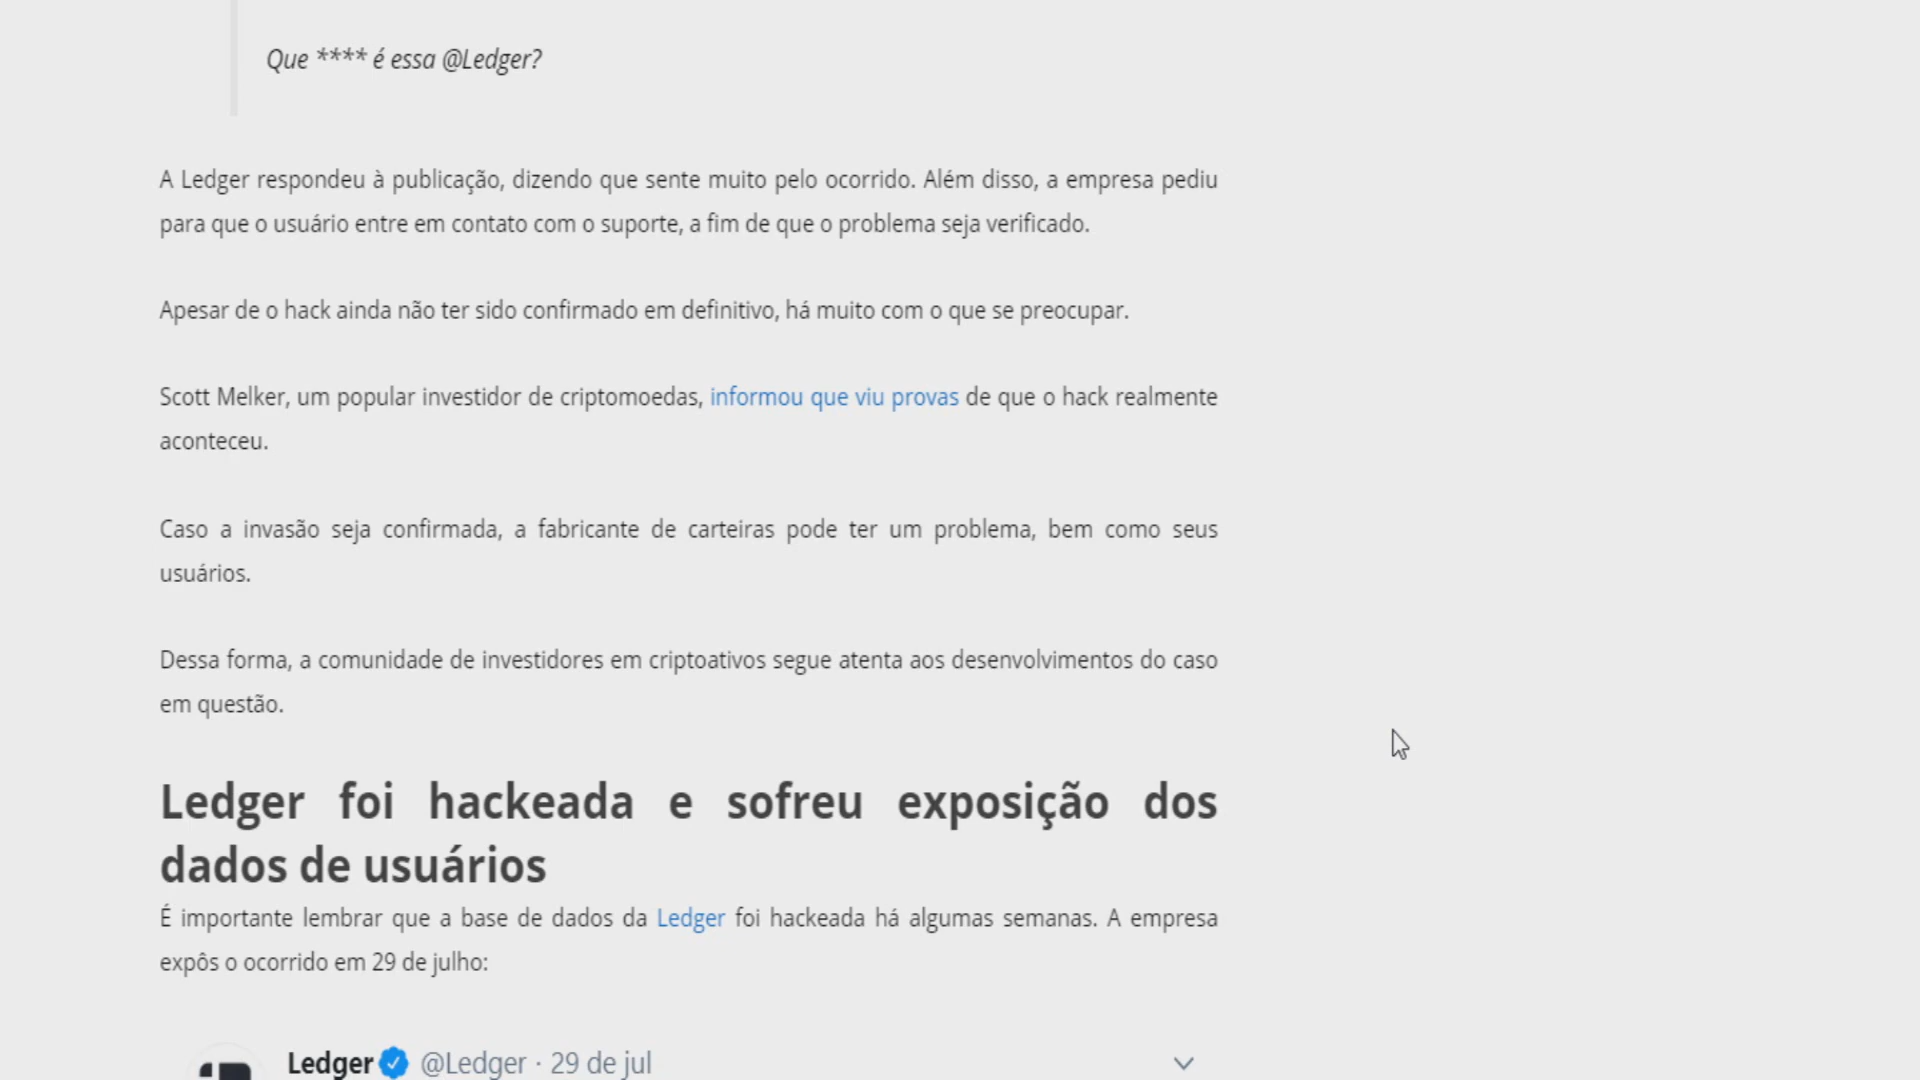 Que **** é essa @Ledger?
A Ledger respondeu à publicação, dizendo que sente muito pelo ocorrido. Além disso, a empresa pediu
para que o usuário entre em contato com o suporte, a fim de que o problema seja verificado.
Apesar de o hack ainda não ter sido confirmado em definitivo, há muito com o que se preocupar.
Scott Melker, um popular investidor de criptomoedas, informou que viu provas de que o hack realmente
aconteceu.
Caso a invasão seja confirmada, a fabricante de carteiras pode ter um problema, bem como seus
usuários.
Dessa forma, a comunidade de investidores em criptoativos segue atenta aos desenvolvimentos do caso
em questão.
Ledger foi hackeada e sofreu exposição dos
dados de usuários
É importante lembrar que a base de dados da Ledger foi hackeada há algumas semanas. A empresa
expôs o ocorrido em 29 de julho:
Ledger @Ledger · 29 de jul